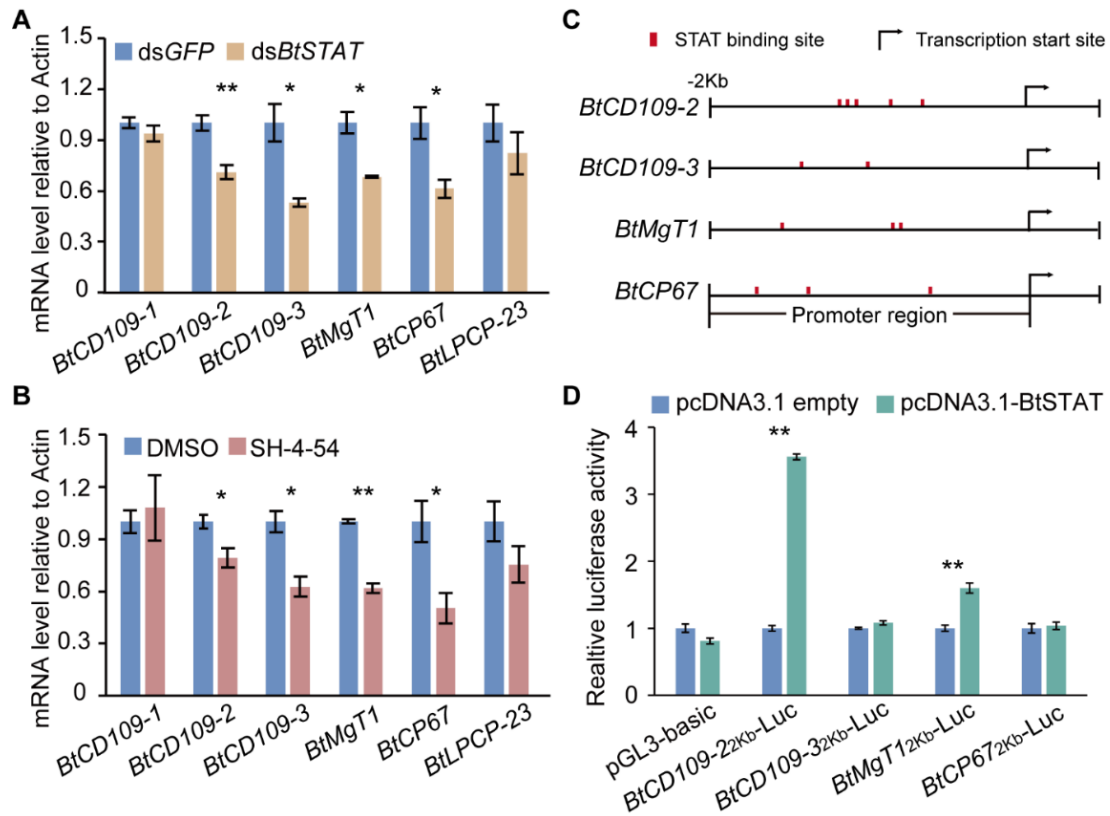 A
mRNA level relative to Actin
1.5
1.2
0.9
0.6
0.3
0
dsGFP dsBtSTAT
** * * *
BtCD109-1 BtCD109-2 BtCD109-3 BtMgT1 BtCP67 BtLPCP-23
B
mRNA level relative to Actin
1.5
1.2
0.9
0.6
0.3
0
DMSO SH-4-54
* * ** *
BtCD109-1 BtCD109-2 BtCD109-3 BtMgT1 BtCP67 BtLPCP-23
C
STAT binding site Transcription start site
-2Kb
BtCD109-2
BtCD109-3
BtMgT1
BtCP67
Promoter region
D
pcDNA3.1 empty pcDNA3.1-BtSTAT
Realtive luciferase activity
4
3
2
1
0
** **
pGL3-basic BtCD109-22Kb-Luc BtCD109-32Kb-Luc BtMgT12Kb-Luc BtCP672Kb-Luc